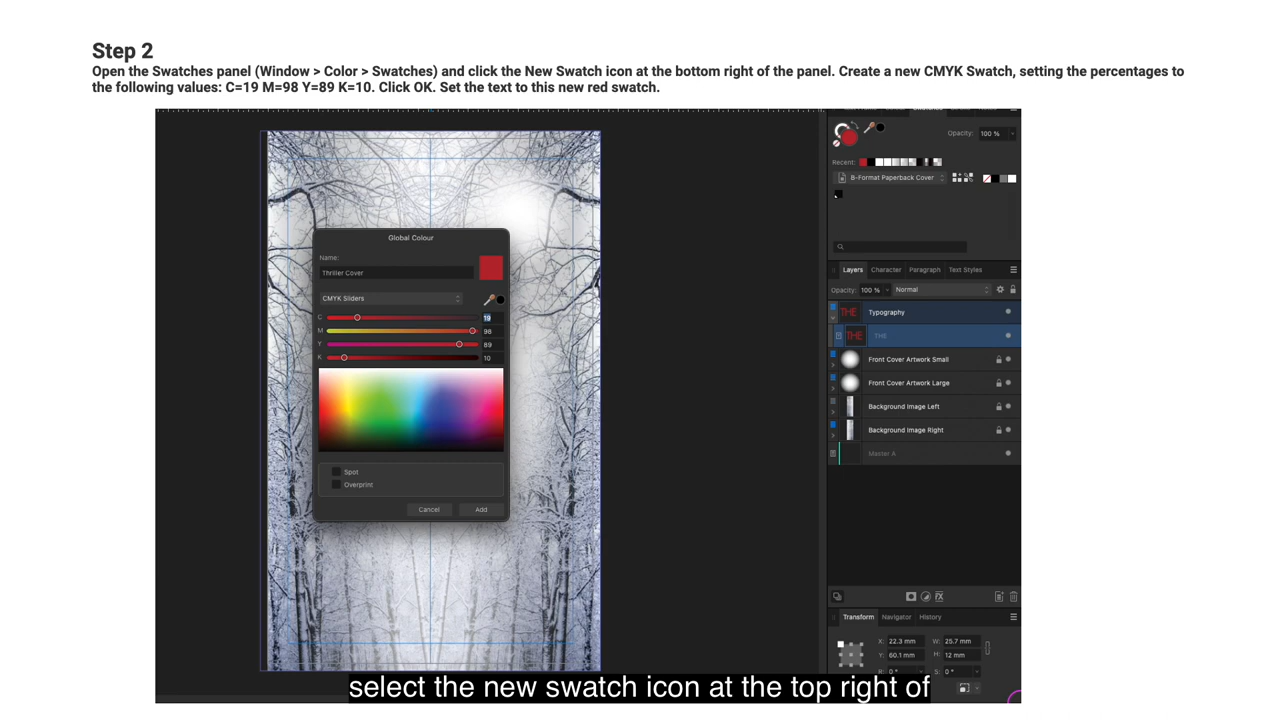 Step 2
Open the Swatches panel (Window > Color > Swatches) and click the New Swatch icon at the bottom right of the panel. Create a new CMYK Swatch, setting the percentages to
the following values: C=19 M=98 Y=89 K=10. Click OK. Set the text to this new red swatch.
Opacity: 100 %
Recent:
B-Format Paperback Cover
Global Colour
Name:
Thriller Cover
CMYK Sliders
C 19
M 98
Y 89
K 10
Spot
Overprint
Cancel Add
Layers Character Paragraph Text Styles
Opacity: 100 % Normal
THE Typography
THE THE
Front Cover Artwork Small
Front Cover Artwork Large
Background Image Left
Background Image Right
Master A
Transform Navigator History
X: 22.3 mm W: 25.7 mm
Y: 60.1 mm H: 12 mm
R: 0 ° S: 0 °
select the new swatch icon at the top right of